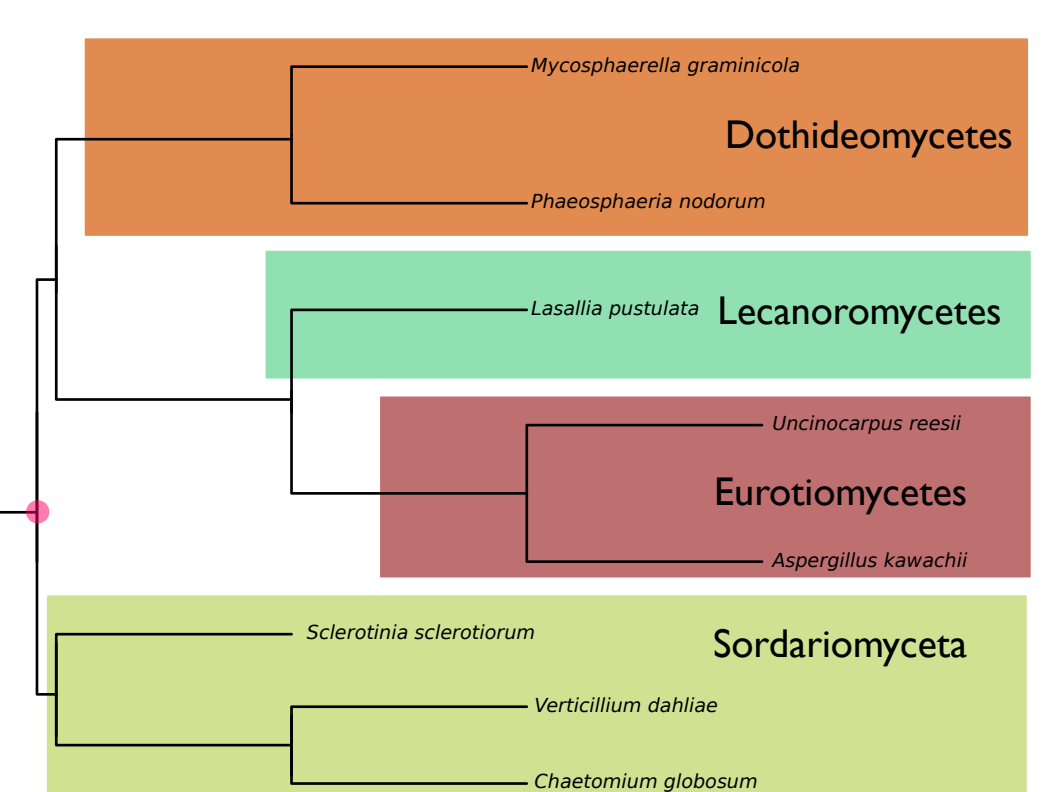 Mycosphaerella graminicola
Dothideomycetes
Phaeosphaeria nodorum
Lasallia pustulata
Lecanoromycetes
Uncinocarpus reesii
Eurotiomycetes
Aspergillus kawachii
Sclerotinia sclerotiorum
Sordariomyceta
Verticillium dahliae
Chaetomium globosum